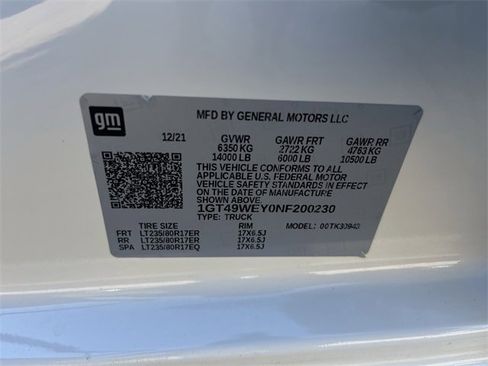 gm
MFD BY GENERAL MOTORS LLC
12/21 GVWR GAWR FRT GAWR RR
6350 KG 2722 KG 4763 KG
14000 LB 6000 LB 10500 LB
THIS VEHICLE CONFORMS TO ALL
APPLICABLE U.S. FEDERAL MOTOR
VEHICLE SAFETY STANDARDS IN
EFFECT ON THE DATE OF MANUFACTURE
SHOWN ABOVE.
1GT49WEY0NF200230
TYPE: TRUCK
MODEL: 00TK30943
TIRE SIZE RIM
FRT LT235/80R17ER 17X6.5J
RR LT235/80R17ER 17X6.5J
SPA LT235/80R17EQ 17X6.5J